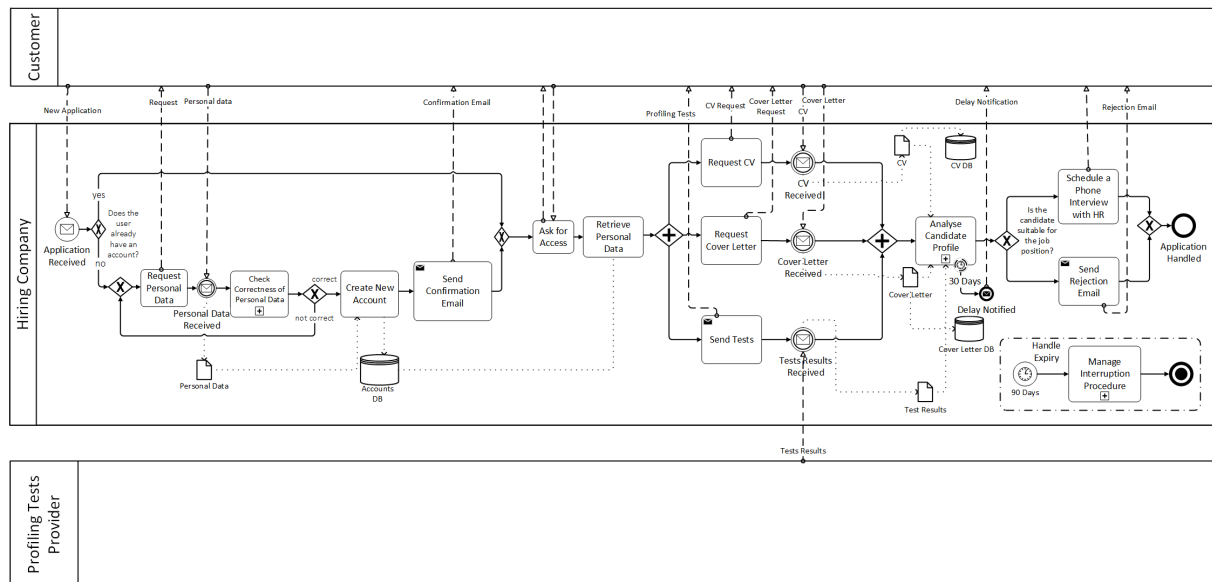 Customer
New Application
Request
Personal data
Confirmation Email
Profiling Tests
CV Request
Cover Letter
Request
Cover Letter
CV
Delay Notification
Rejection Email
Hiring Company
Application
Received
yes
no
Does the
user
already
have an
account?
Request
Personal
Data
Personal Data
Received
Check
Correctness of
Personal Data
correct
not correct
Create New
Account
Send
Confirmation
Email
Personal Data
Accounts
DB
Ask for
Access
Retrieve
Personal
Data
Request CV
CV
Received
Request
Cover Letter
Cover Letter
Received
Send Tests
Tests Results
Received
CV
CV DB
Cover Letter
Cover Letter DB
Test Results
Analyse
Candidate
Profile
30 Days
Delay Notified
Is the
candidate
suitable for
the job
position?
Schedule a
Phone
Interview
with HR
Send
Rejection
Email
Application
Handled
Handle
Expiry
90 Days
Manage
Interruption
Procedure
Tests Results
Profiling Tests
Provider